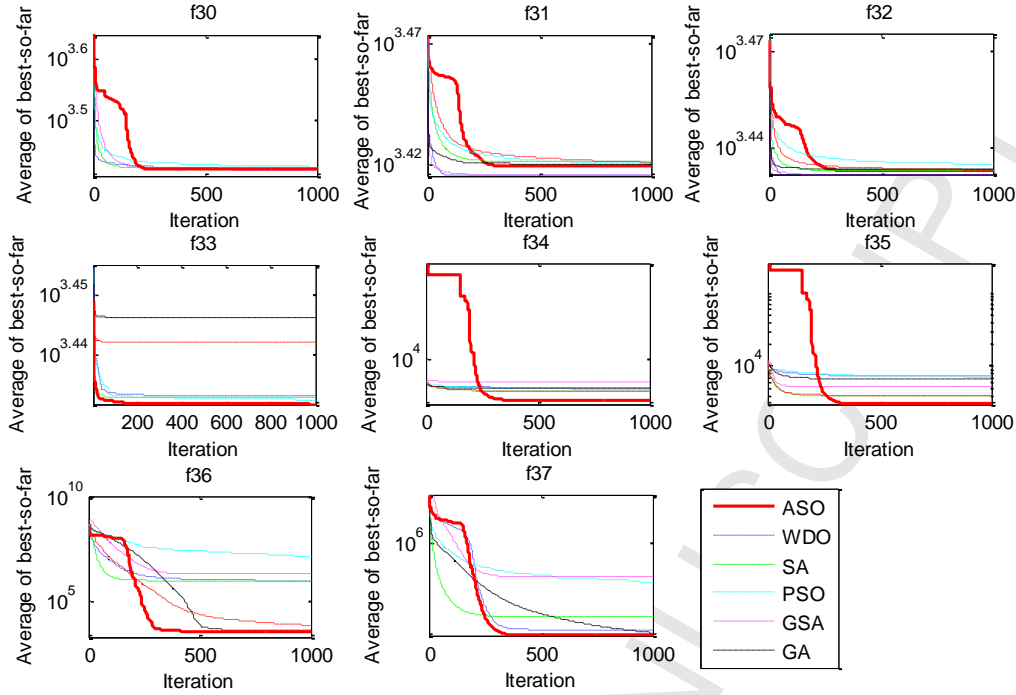 f30
f31
f32
Average of best-so-far
10^3.6
10^3.5
0
500
1000
Iteration
Average of best-so-far
10^3.47
10^3.42
0
500
1000
Iteration
Average of best-so-far
10^3.47
10^3.44
0
500
1000
Iteration
f33
f34
f35
Average of best-so-far
10^3.45
10^3.44
200
400
600
800
1000
Iteration
Average of best-so-far
10^4
0
500
1000
Iteration
Average of best-so-far
10^4
0
500
1000
Iteration
f36
f37
Average of best-so-far
10^10
10^5
0
500
1000
Iteration
Average of best-so-far
10^6
0
500
1000
Iteration
ASO
WDO
SA
PSO
GSA
GA